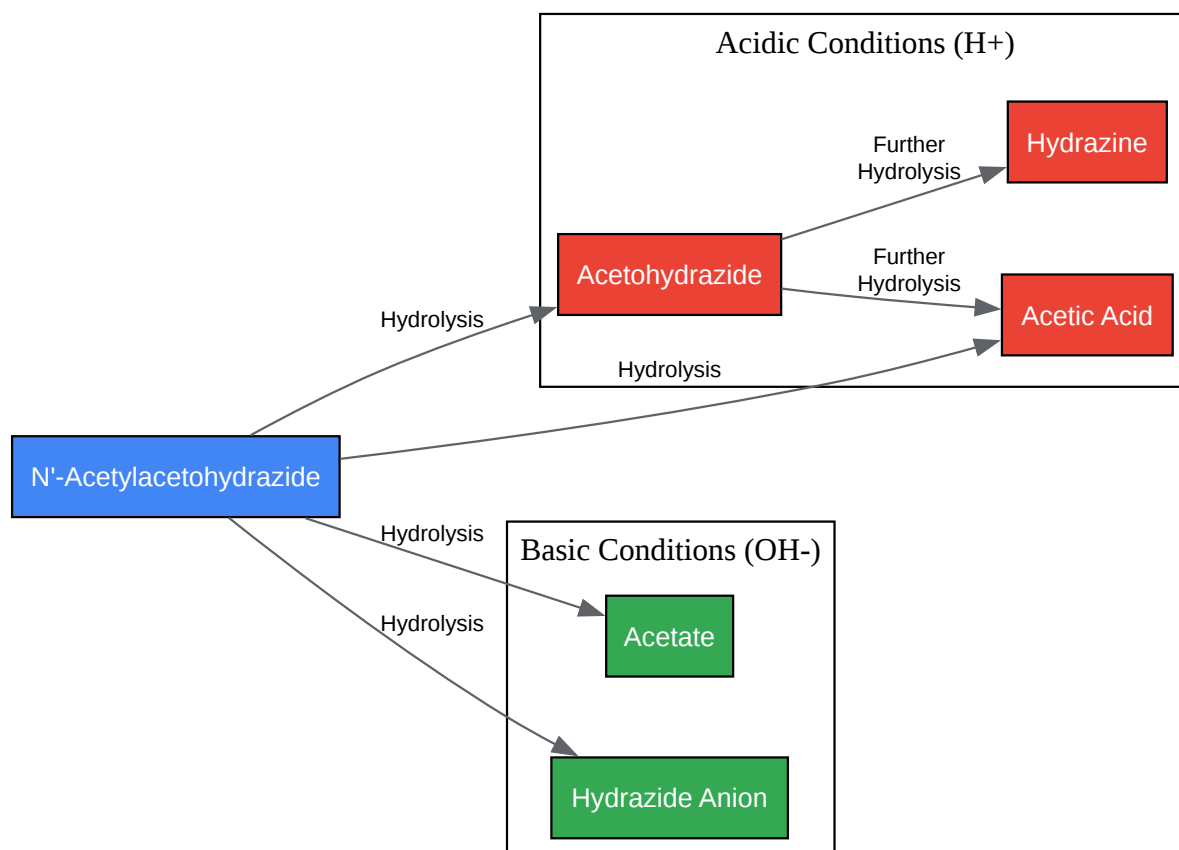 Acidic Conditions (H+)
Further
Hydrolysis
Hydrazine
Acetohydrazide
Further
Hydrolysis
Acetic Acid
Hydrolysis
Hydrolysis
N'-Acetylacetohydrazide
Hydrolysis
Basic Conditions (OH-)
Acetate
Hydrolysis
Hydrazide Anion